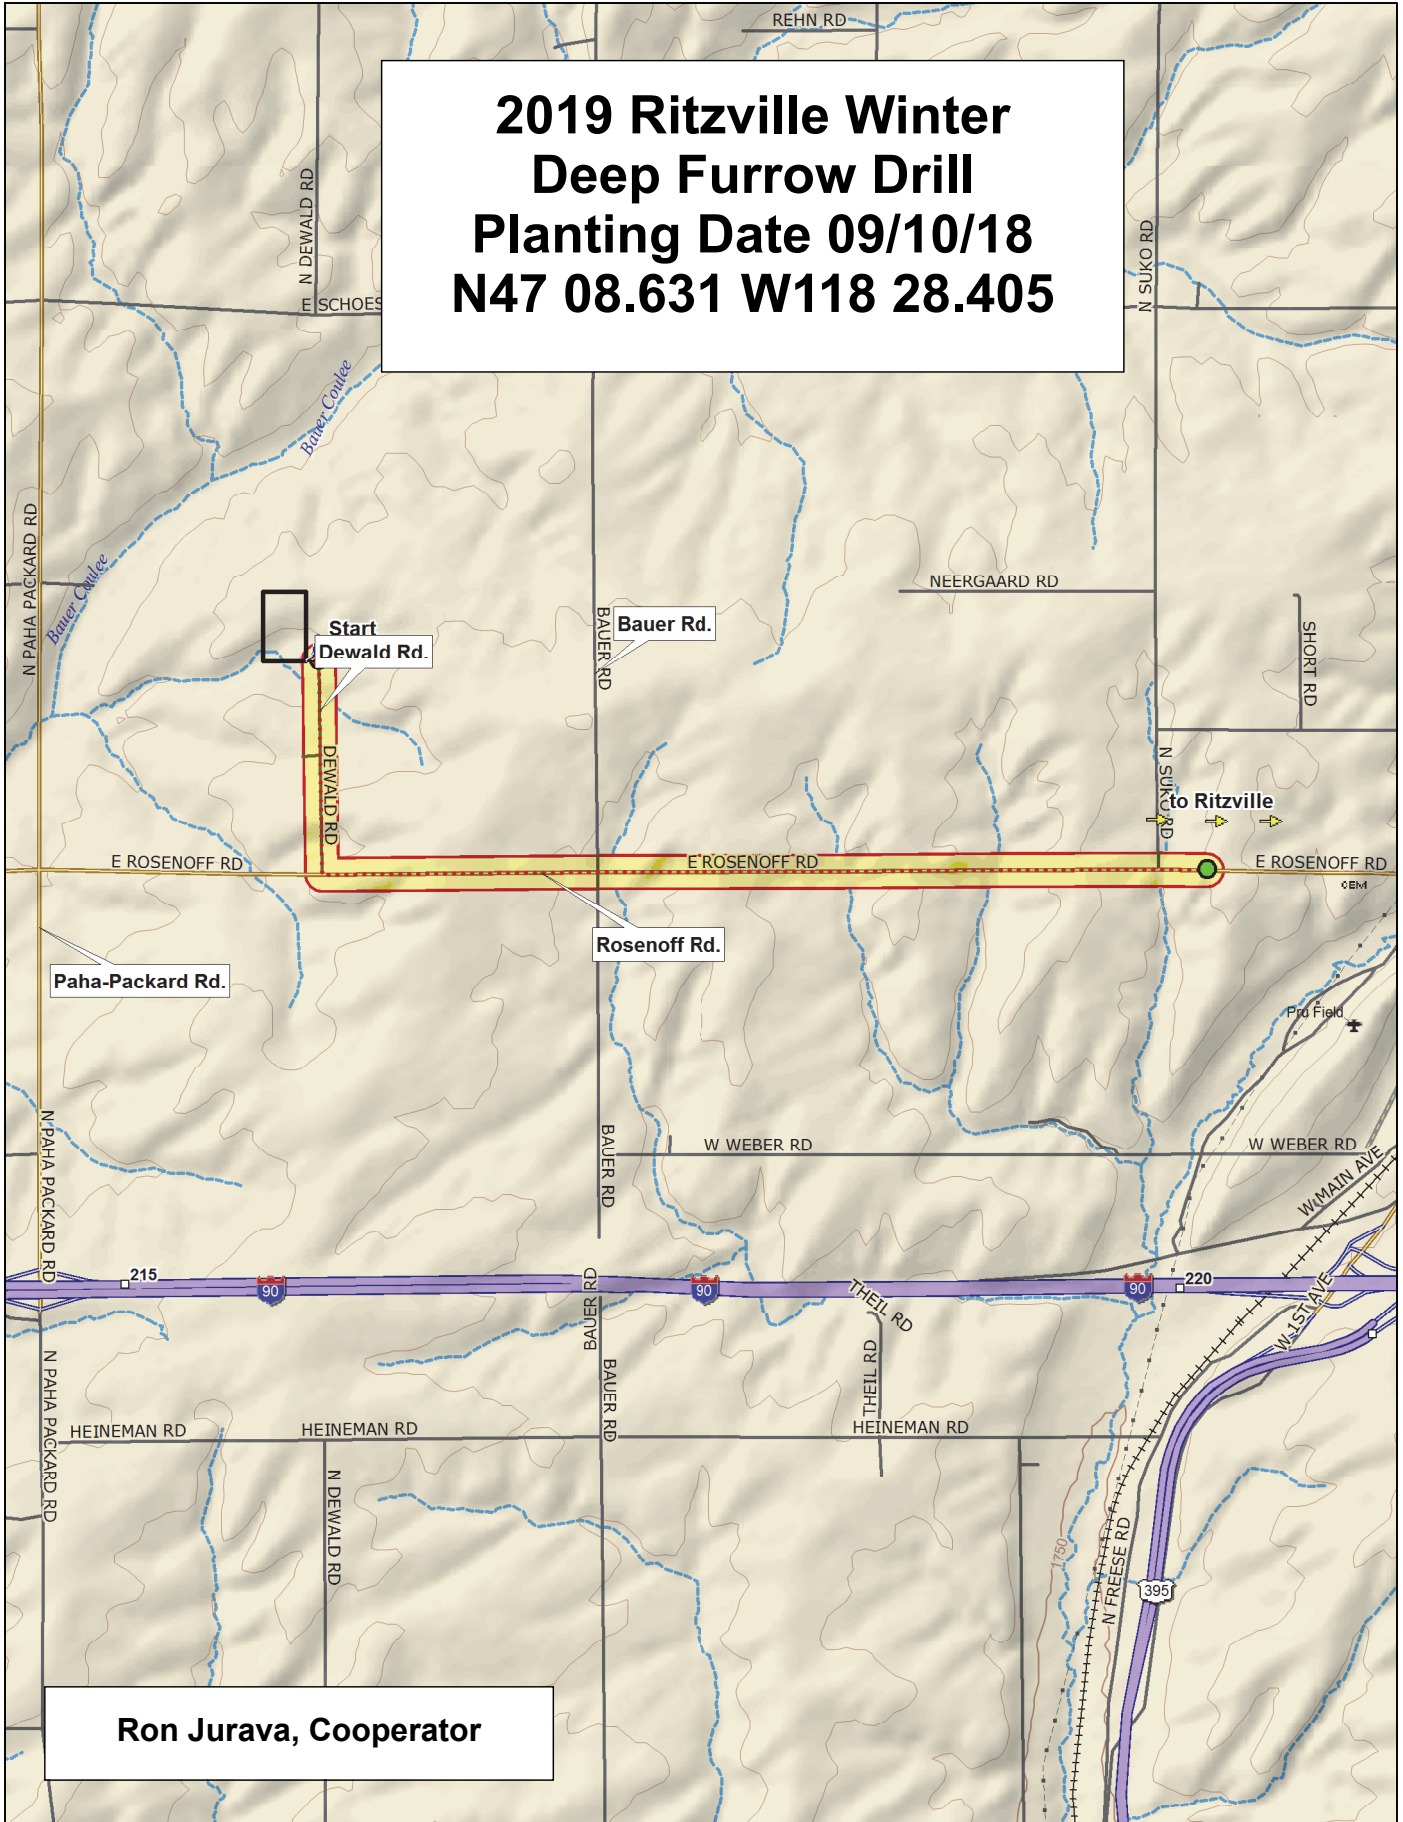 REHN RD
2019 Ritzville Winter
Deep Furrow Drill
Planting Date 09/10/18
N47 08.631 W118 28.405
N DEWALD RD
N SUKO RD
E SCHOES
Bauer Coulee
N PAHA PACKARD RD
Bauer Coulee
NEERGAARD RD
Start
Dewald Rd.
BAUER RD
Bauer Rd.
SHORT RD
DEWALD RD
N SUKO RD
to Ritzville
E ROSENOFF RD
E ROSENOFF RD
E ROSENOFF RD
CEM
Rosenoff Rd.
Paha-Packard Rd.
Pru Field
N PAHA PACKARD RD
BAUER RD
W WEBER RD
W WEBER RD
W MAIN AVE
215
90
BAUER RD
90
THEIL RD
90
220
W 1ST AVE
N PAHA PACKARD RD
BAUER RD
THEIL RD
HEINEMAN RD
HEINEMAN RD
HEINEMAN RD
N DEWALD RD
1750
N FREESE RD
395
Ron Jurava, Cooperator